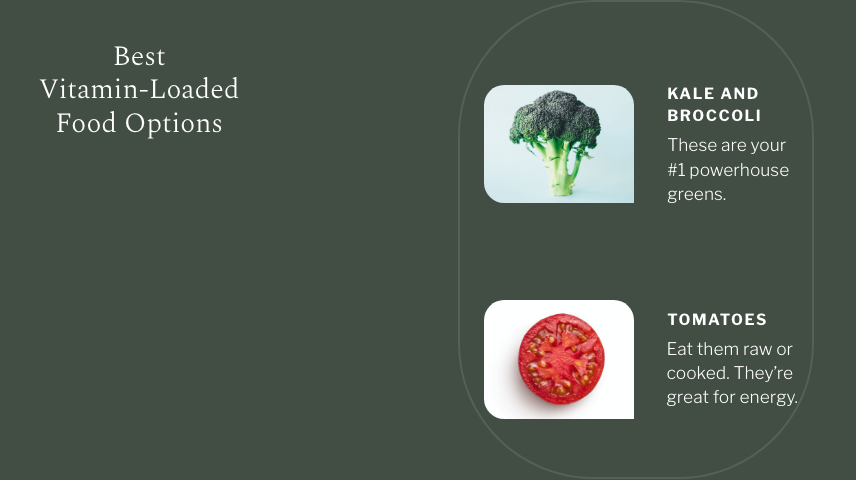 Best
Vitamin-Loaded
Food Options
KALE AND
BROCCOLI
These are your
#1 powerhouse
greens.
TOMATOES
Eat them raw or
cooked. They’re
great for energy.